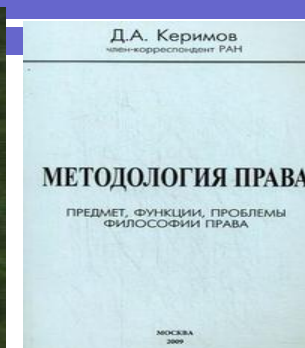 Д.А. Керимов
член-корреспондент РАН
МЕТОДОЛОГИЯ ПРАВА
ПРЕДМЕТ, ФУНКЦИИ, ПРОБЛЕМЫ
ФИЛОСОФИИ ПРАВА
МОСКВА
2009